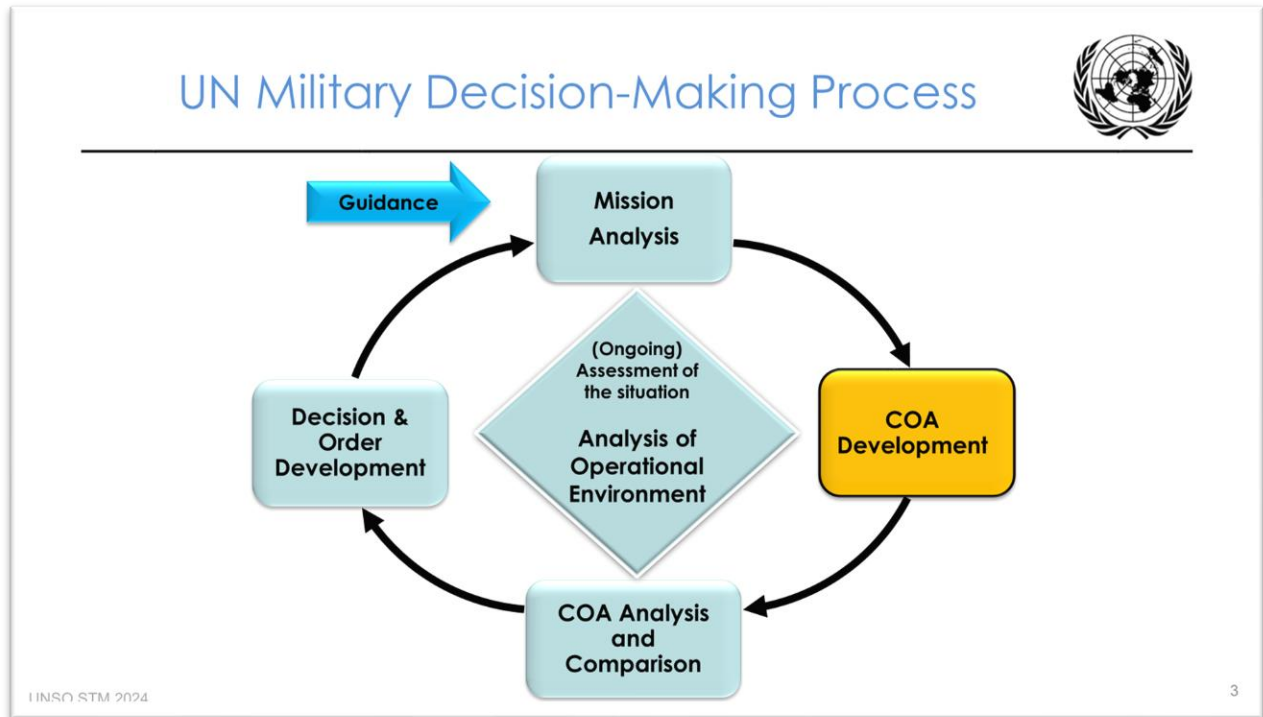 UN Military Decision-Making Process
Guidance
Mission
Analysis
(Ongoing)
Assessment of
the situation
Analysis of
Operational
Environment
COA
Development
Decision &
Order
Development
COA Analysis
and
Comparison
UNSO STM 2024
3